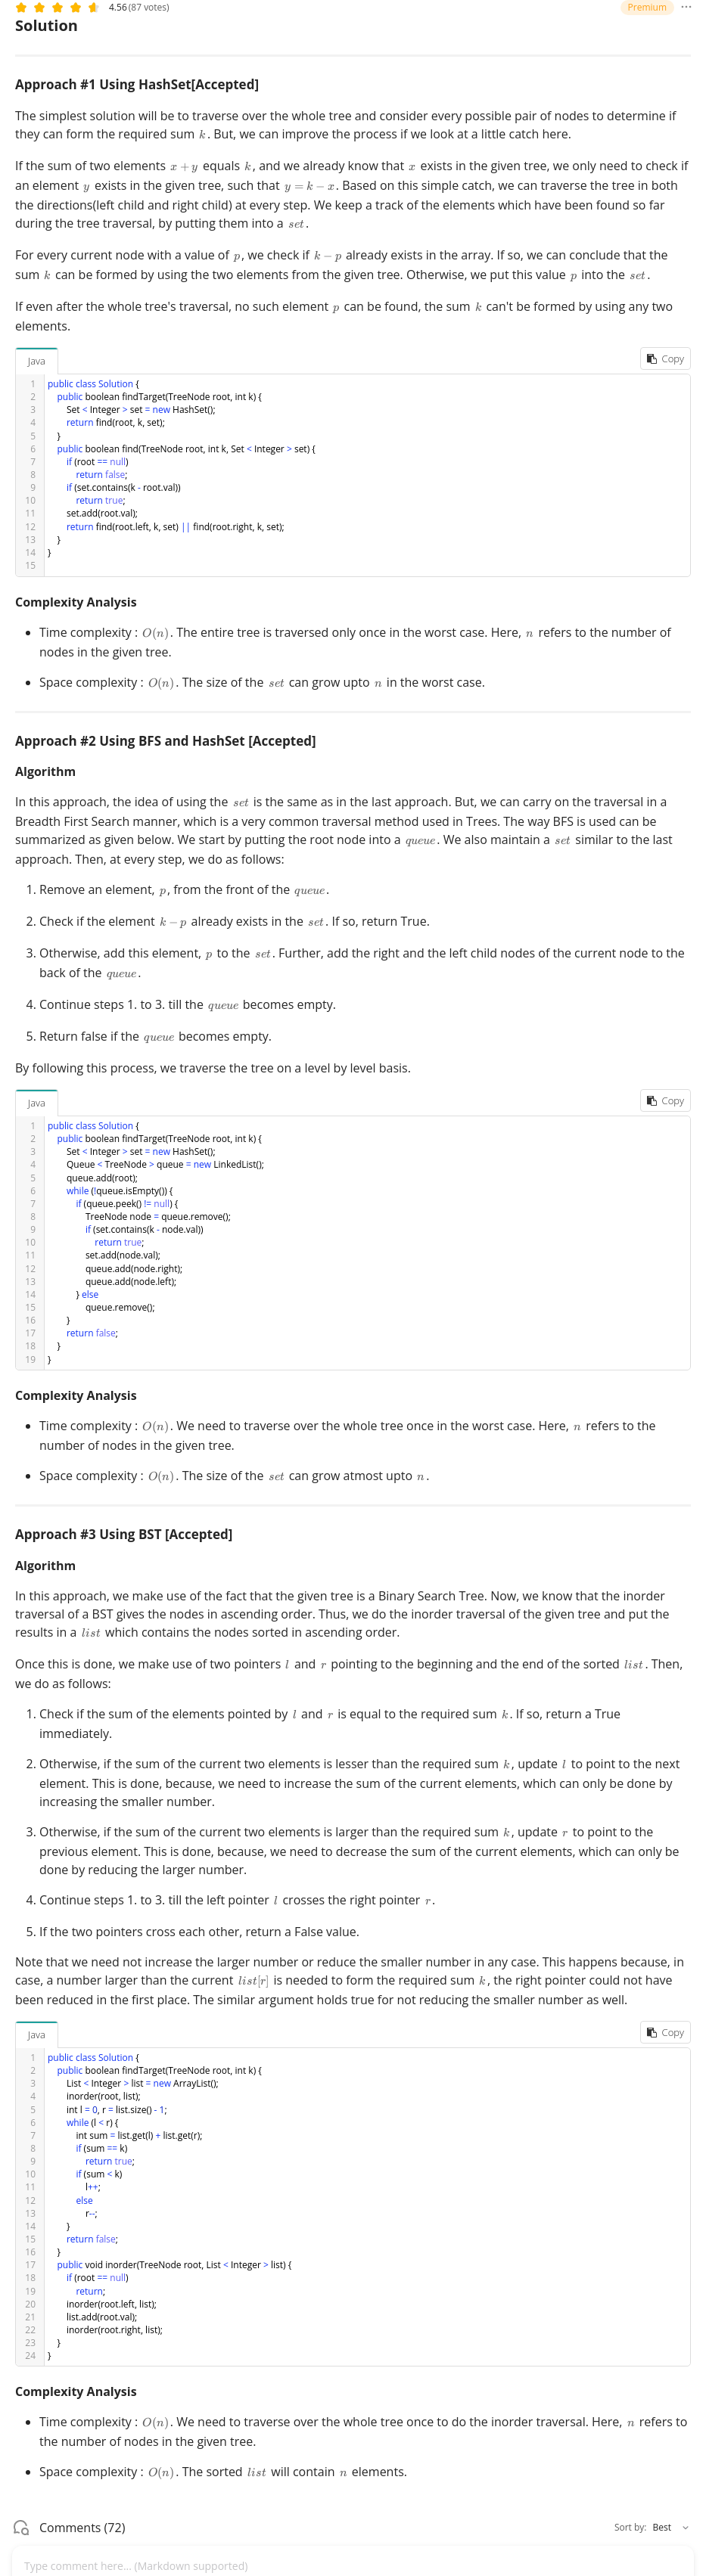 4.56 (87 votes) Premium ...
Solution
Approach #1 Using HashSet[Accepted]
The simplest solution will be to traverse over the whole tree and consider every possible pair of nodes to determine if
they can form the required sum k. But, we can improve the process if we look at a little catch here.
If the sum of two elements x + y equals k, and we already know that x exists in the given tree, we only need to check if
an element y exists in the given tree, such that y = k − x. Based on this simple catch, we can traverse the tree in both
the directions(left child and right child) at every step. We keep a track of the elements which have been found so far
during the tree traversal, by putting them into a set.
For every current node with a value of p, we check if k − p already exists in the array. If so, we can conclude that the
sum k can be formed by using the two elements from the given tree. Otherwise, we put this value p into the set.
If even after the whole tree's traversal, no such element p can be found, the sum k can't be formed by using any two
elements.
Java Copy
1 public class Solution {
2 public boolean findTarget(TreeNode root, int k) {
3 Set < Integer > set = new HashSet();
4 return find(root, k, set);
5 }
6 public boolean find(TreeNode root, int k, Set < Integer > set) {
7 if (root == null)
8 return false;
9 if (set.contains(k - root.val))
10 return true;
11 set.add(root.val);
12 return find(root.left, k, set) || find(root.right, k, set);
13 }
14 }
15
Complexity Analysis
• Time complexity : O(n). The entire tree is traversed only once in the worst case. Here, n refers to the number of
nodes in the given tree.
• Space complexity : O(n). The size of the set can grow upto n in the worst case.
Approach #2 Using BFS and HashSet [Accepted]
Algorithm
In this approach, the idea of using the set is the same as in the last approach. But, we can carry on the traversal in a
Breadth First Search manner, which is a very common traversal method used in Trees. The way BFS is used can be
summarized as given below. We start by putting the root node into a queue. We also maintain a set similar to the last
approach. Then, at every step, we do as follows:
1. Remove an element, p, from the front of the queue.
2. Check if the element k − p already exists in the set. If so, return True.
3. Otherwise, add this element, p to the set. Further, add the right and the left child nodes of the current node to the
back of the queue.
4. Continue steps 1. to 3. till the queue becomes empty.
5. Return false if the queue becomes empty.
By following this process, we traverse the tree on a level by level basis.
Java Copy
1 public class Solution {
2 public boolean findTarget(TreeNode root, int k) {
3 Set < Integer > set = new HashSet();
4 Queue < TreeNode > queue = new LinkedList();
5 queue.add(root);
6 while (!queue.isEmpty()) {
7 if (queue.peek() != null) {
8 TreeNode node = queue.remove();
9 if (set.contains(k - node.val))
10 return true;
11 set.add(node.val);
12 queue.add(node.right);
13 queue.add(node.left);
14 } else
15 queue.remove();
16 }
17 return false;
18 }
19 }
Complexity Analysis
• Time complexity : O(n). We need to traverse over the whole tree once in the worst case. Here, n refers to the
number of nodes in the given tree.
• Space complexity : O(n). The size of the set can grow atmost upto n.
Approach #3 Using BST [Accepted]
Algorithm
In this approach, we make use of the fact that the given tree is a Binary Search Tree. Now, we know that the inorder
traversal of a BST gives the nodes in ascending order. Thus, we do the inorder traversal of the given tree and put the
results in a list which contains the nodes sorted in ascending order.
Once this is done, we make use of two pointers l and r pointing to the beginning and the end of the sorted list. Then,
we do as follows:
1. Check if the sum of the elements pointed by l and r is equal to the required sum k. If so, return a True
immediately.
2. Otherwise, if the sum of the current two elements is lesser than the required sum k, update l to point to the next
element. This is done, because, we need to increase the sum of the current elements, which can only be done by
increasing the smaller number.
3. Otherwise, if the sum of the current two elements is larger than the required sum k, update r to point to the
previous element. This is done, because, we need to decrease the sum of the current elements, which can only be
done by reducing the larger number.
4. Continue steps 1. to 3. till the left pointer l crosses the right pointer r.
5. If the two pointers cross each other, return a False value.
Note that we need not increase the larger number or reduce the smaller number in any case. This happens because, in
case, a number larger than the current list[r] is needed to form the required sum k, the right pointer could not have
been reduced in the first place. The similar argument holds true for not reducing the smaller number as well.
Java Copy
1 public class Solution {
2 public boolean findTarget(TreeNode root, int k) {
3 List < Integer > list = new ArrayList();
4 inorder(root, list);
5 int l = 0, r = list.size() - 1;
6 while (l < r) {
7 int sum = list.get(l) + list.get(r);
8 if (sum == k)
9 return true;
10 if (sum < k)
11 l++;
12 else
13 r--;
14 }
15 return false;
16 }
17 public void inorder(TreeNode root, List < Integer > list) {
18 if (root == null)
19 return;
20 inorder(root.left, list);
21 list.add(root.val);
22 inorder(root.right, list);
23 }
24 }
Complexity Analysis
• Time complexity : O(n). We need to traverse over the whole tree once to do the inorder traversal. Here, n refers to
the number of nodes in the given tree.
• Space complexity : O(n). The sorted list will contain n elements.
Comments (72) Sort by: Best
Type comment here... (Markdown supported)